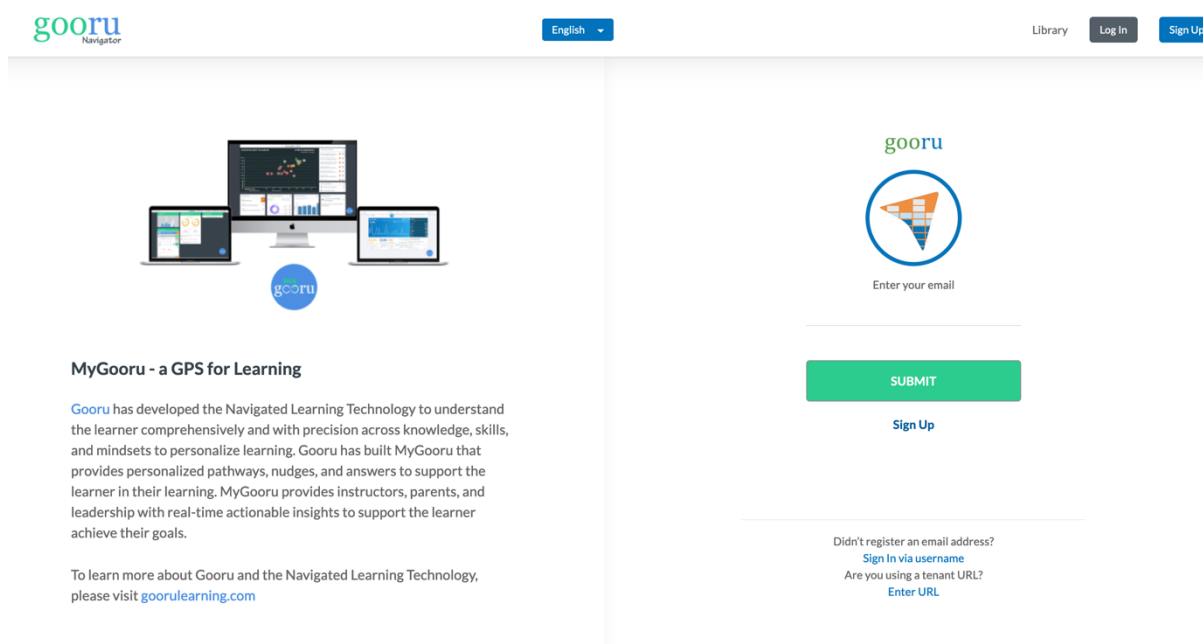 gooru
Navigator
English
Library
Log In
Sign Up
gooru
MyGooru - a GPS for Learning
Gooru has developed the Navigated Learning Technology to understand
the learner comprehensively and with precision across knowledge, skills,
and mindsets to personalize learning. Gooru has built MyGooru that
provides personalized pathways, nudges, and answers to support the
learner in their learning. MyGooru provides instructors, parents, and
leadership with real-time actionable insights to support the learner
achieve their goals.
To learn more about Gooru and the Navigated Learning Technology,
please visit goorulearning.com
gooru
Enter your email
SUBMIT
Sign Up
Didn't register an email address?
Sign In via username
Are you using a tenant URL?
Enter URL